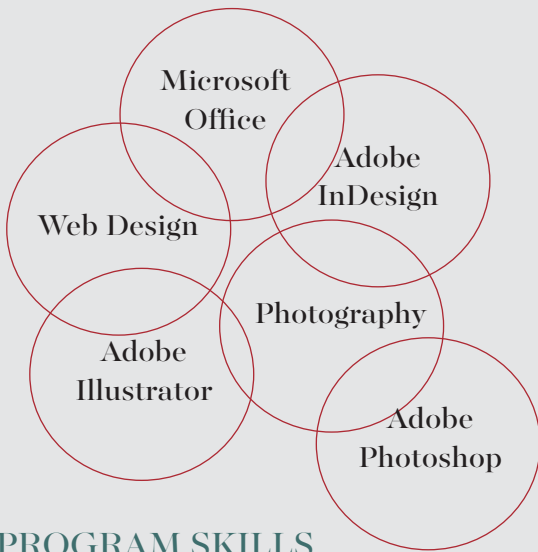 Microsoft
Office
Adobe
InDesign
Web Design
Photography
Adobe
Illustrator
Adobe
Photoshop
PROGRAM SKILLS